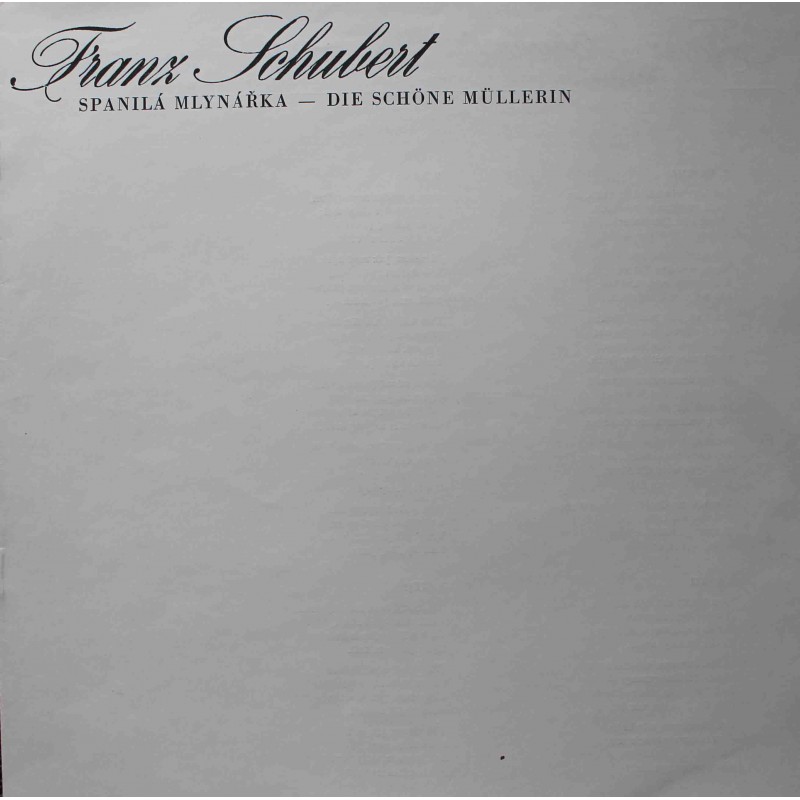 Franz Schubert
SPANILÁ MLYNÁŘKA — DIE SCHÖNE MÜLLERIN